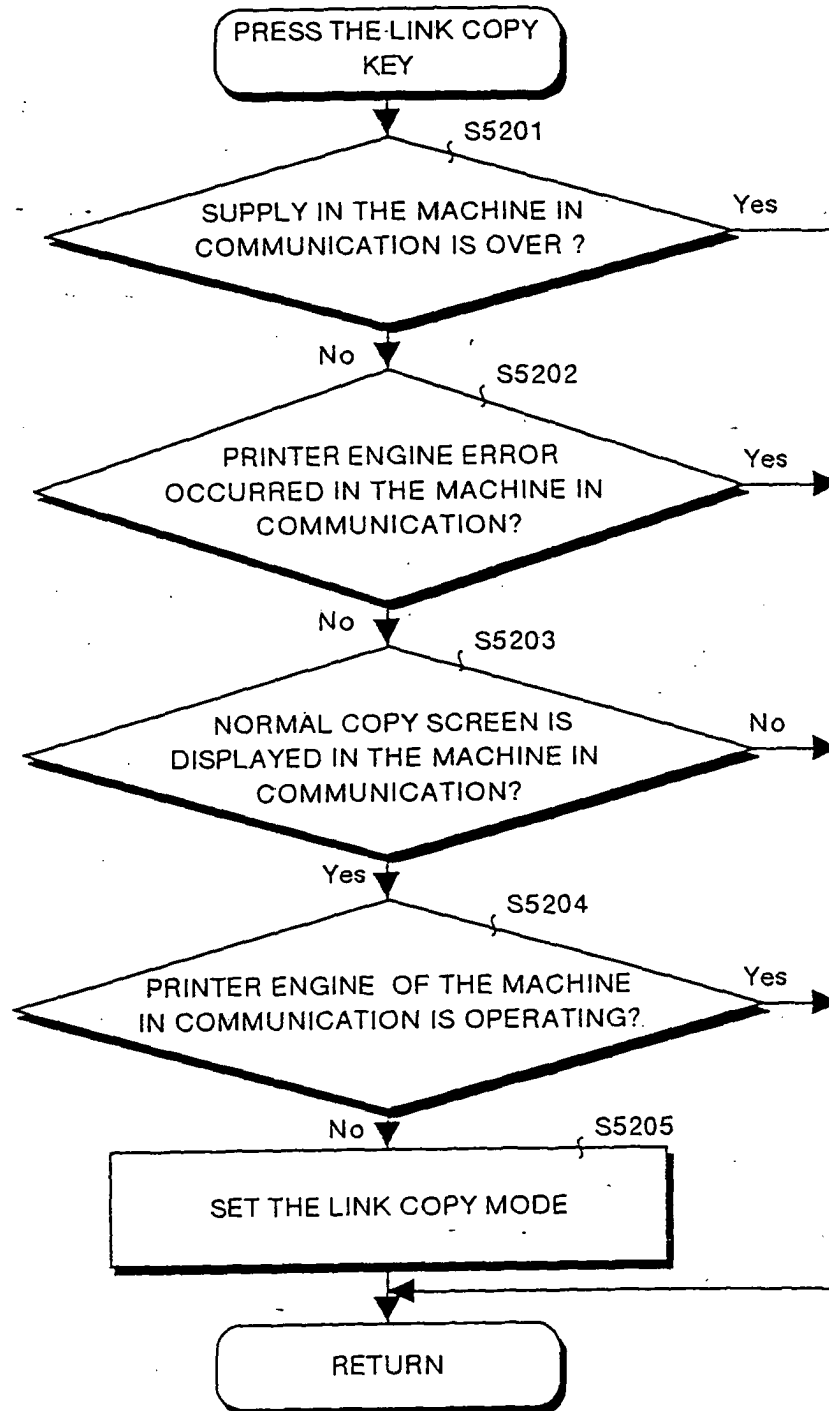 PRESS THE LINK COPY
KEY
S5201
SUPPLY IN THE MACHINE IN
COMMUNICATION IS OVER ?
Yes
No
S5202
PRINTER ENGINE ERROR
OCCURRED IN THE MACHINE IN
COMMUNICATION?
Yes
No
S5203
NORMAL COPY SCREEN IS
DISPLAYED IN THE MACHINE IN
COMMUNICATION?
No
Yes
S5204
PRINTER ENGINE OF THE MACHINE
IN COMMUNICATION IS OPERATING?
Yes
No
S5205
SET THE LINK COPY MODE
RETURN